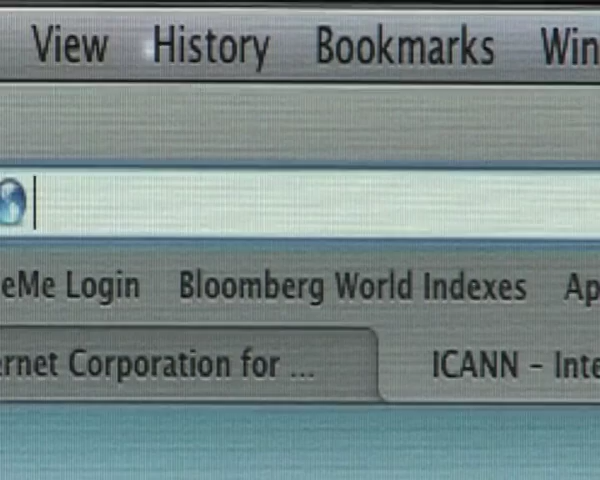 View History Bookmarks Win
eMe Login Bloomberg World Indexes Ap
ernet Corporation for ... ICANN – Inte